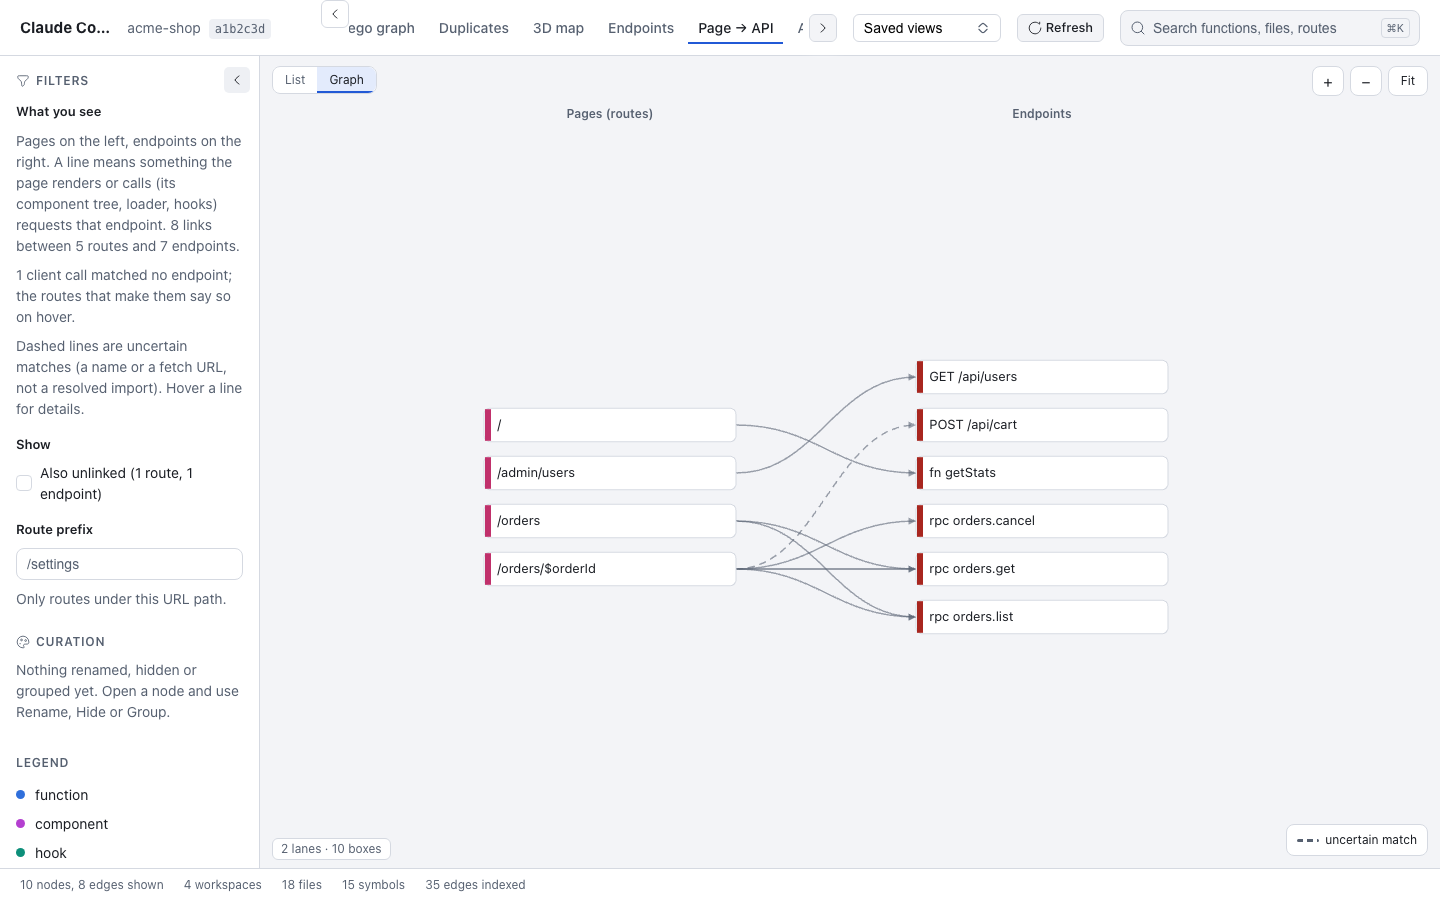 Claude Co...
acme-shop
a1b2c3d
ego graph
Duplicates
3D map
Endpoints
Page → API
Saved views
Refresh
Search functions, files, routes
⌘K
FILTERS
What you see
Pages on the left, endpoints on the
right. A line means something the
page renders or calls (its
component tree, loader, hooks)
requests that endpoint. 8 links
between 5 routes and 7 endpoints.
1 client call matched no endpoint;
the routes that make them say so
on hover.
Dashed lines are uncertain
matches (a name or a fetch URL,
not a resolved import). Hover a line
for details.
Show
Also unlinked (1 route, 1
endpoint)
Route prefix
/settings
Only routes under this URL path.
CURATION
Nothing renamed, hidden or
grouped yet. Open a node and use
Rename, Hide or Group.
LEGEND
function
component
hook
List
Graph
+
−
Fit
Pages (routes)
Endpoints
/
/admin/users
/orders
/orders/$orderId
GET /api/users
POST /api/cart
fn getStats
rpc orders.cancel
rpc orders.get
rpc orders.list
2 lanes · 10 boxes
uncertain match
10 nodes, 8 edges shown
4 workspaces
18 files
15 symbols
35 edges indexed